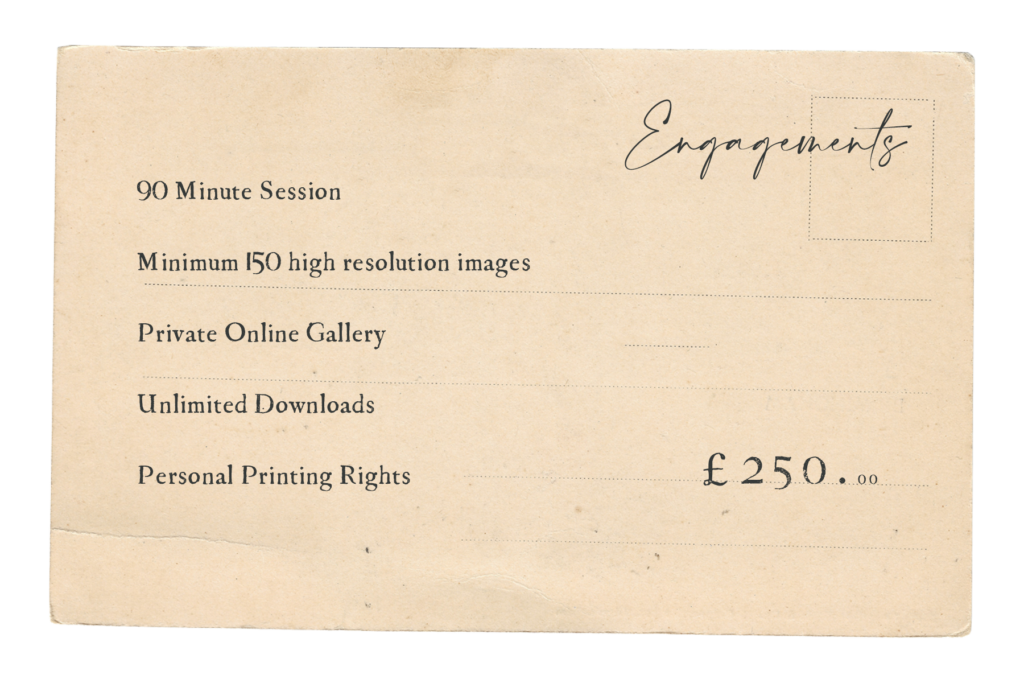 Engagements
90 Minute Session
Minimum 150 high resolution images
Private Online Gallery
Unlimited Downloads
Personal Printing Rights
£250.00